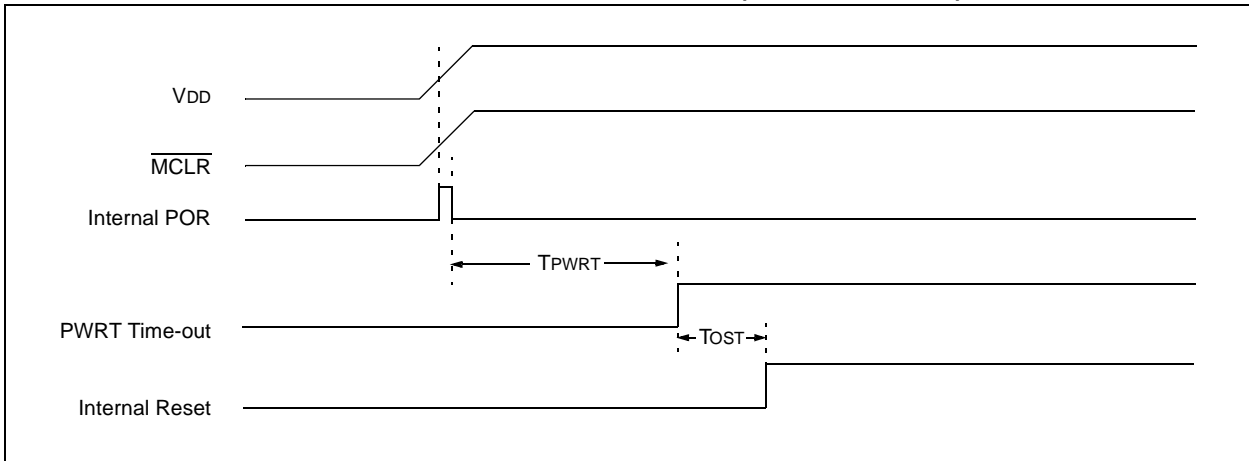 VDD
MCLR
Internal POR
TPWRT
PWRT Time-out
TOST
Internal Reset